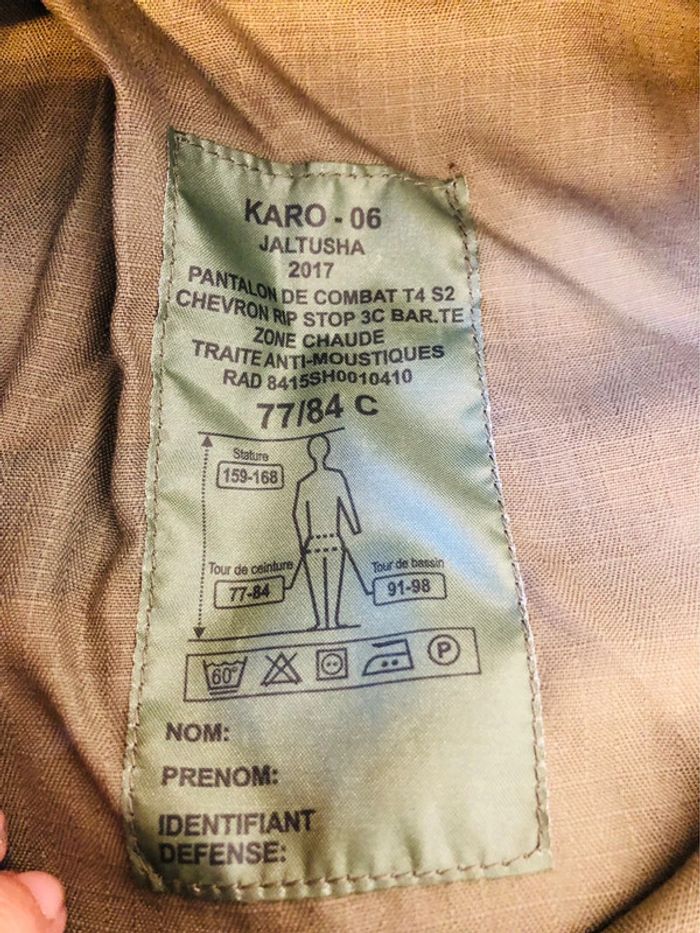 KARO - 06
JALTUSHA
2017
PANTALON DE COMBAT T4 S2
CHEVRON RIP STOP 3C BAR.TE
ZONE CHAUDE
TRAITE ANTI-MOUSTIQUES
RAD 8415SH0010410
77/84 C
Stature
159-168
Tour de ceinture
77-84
Tour de bassin
91-98
60°
P
NOM:
PRENOM:
IDENTIFIANT
DEFENSE: